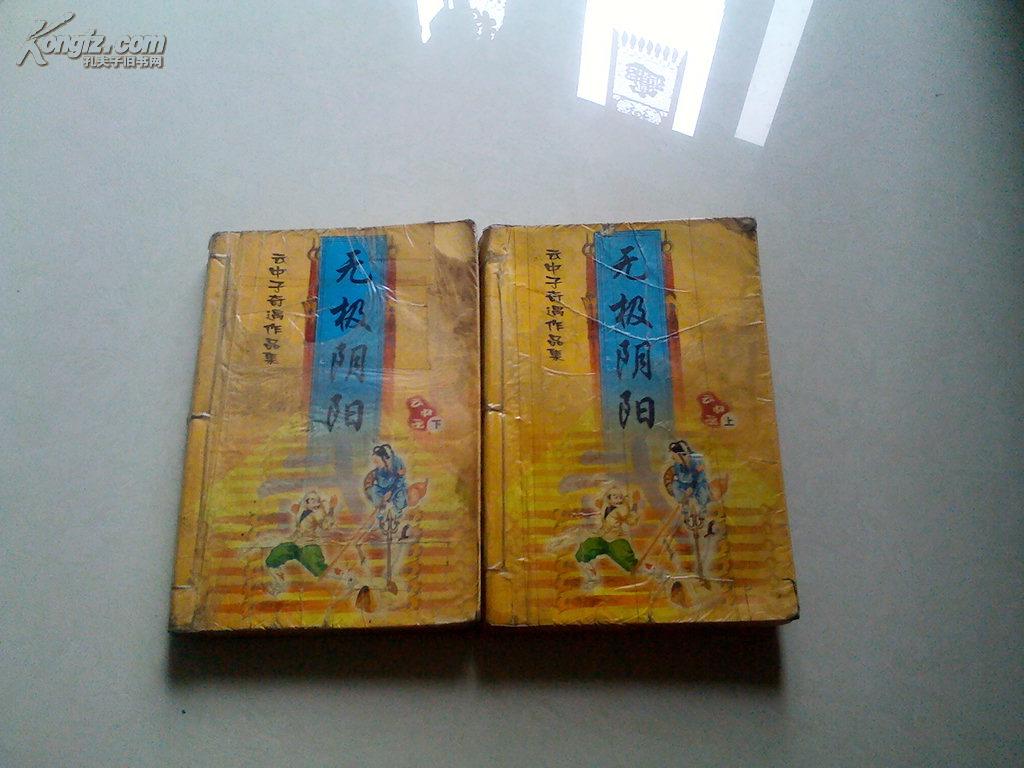 Kongfz.com
孔夫子旧书网
无极阴阳
云中子奇遇作品集
云中子
下
无极阴阳
云中子奇遇作品集
云中子
上